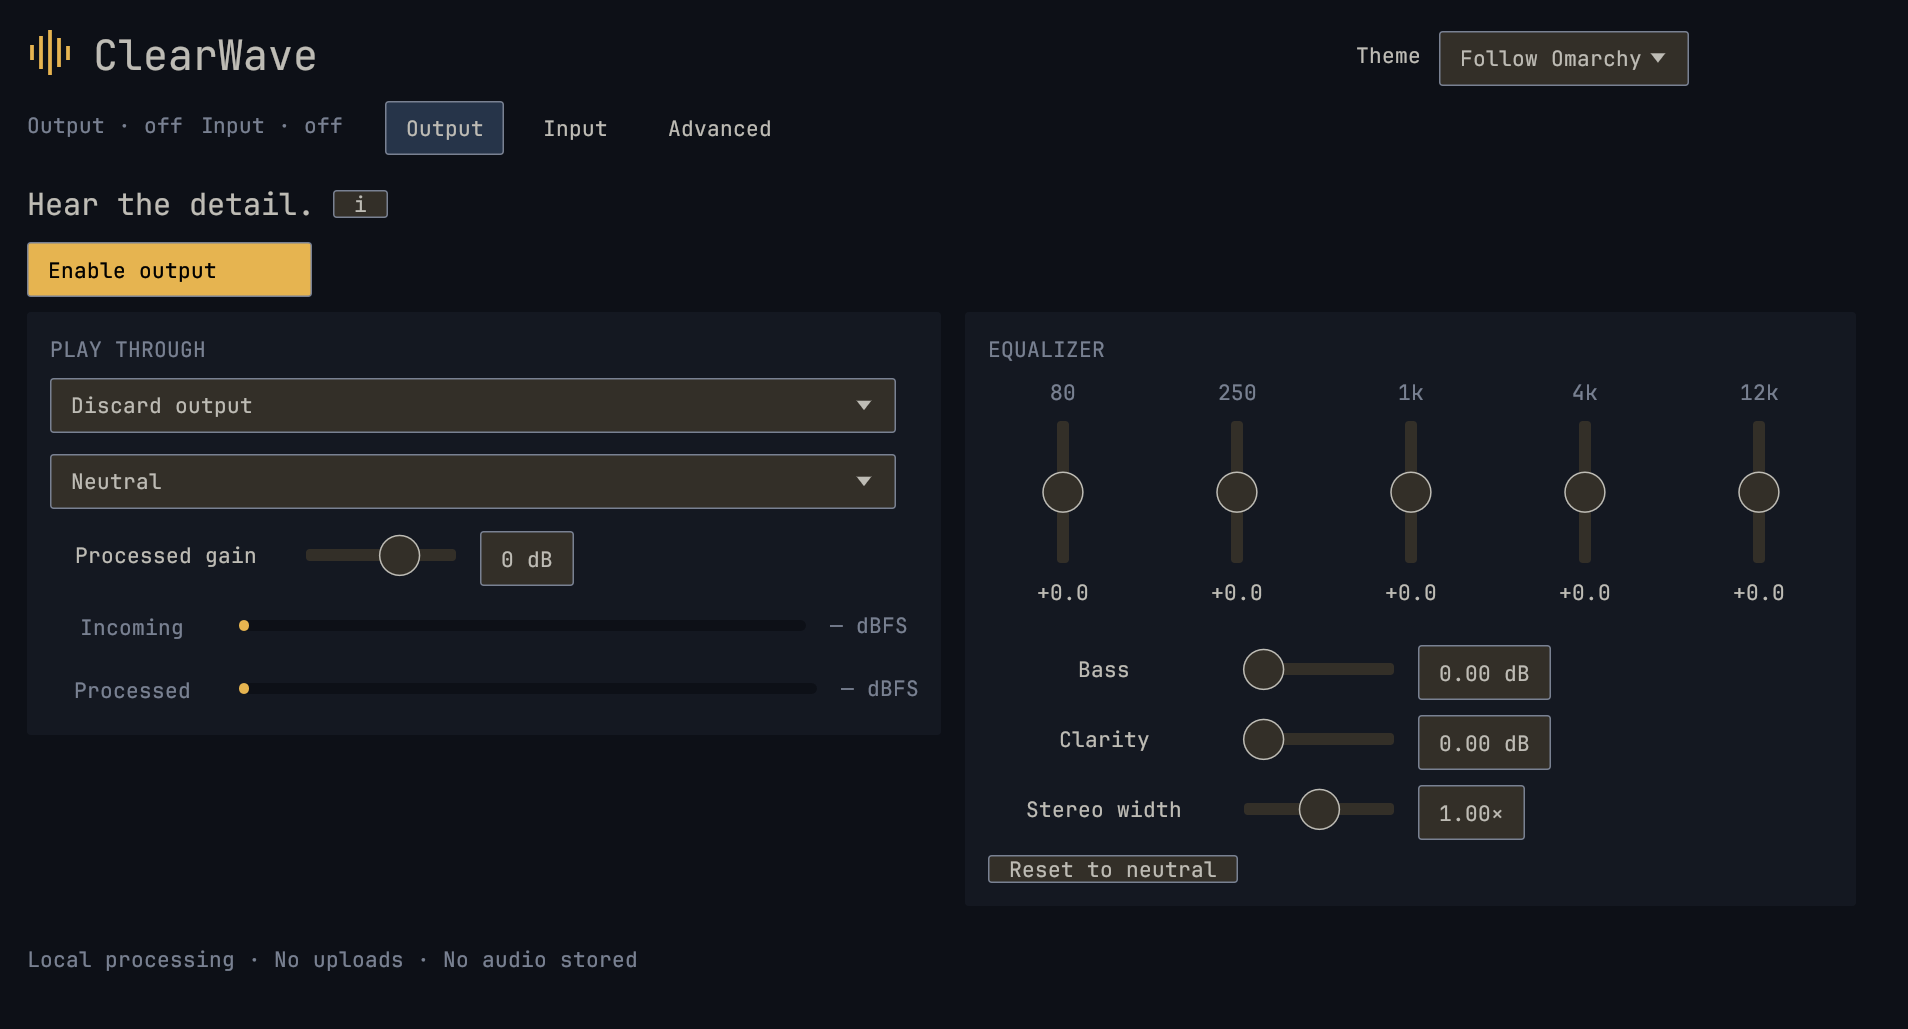 ClearWave
Theme
Follow Omarchy
Output · off Input · off
Output
Input
Advanced
Hear the detail.
i
Enable output
PLAY THROUGH
Discard output
Neutral
Processed gain
0 dB
Incoming
— dBFS
Processed
— dBFS
EQUALIZER
80 250 1k 4k 12k
+0.0 +0.0 +0.0 +0.0 +0.0
Bass
0.00 dB
Clarity
0.00 dB
Stereo width
1.00×
Reset to neutral
Local processing · No uploads · No audio stored